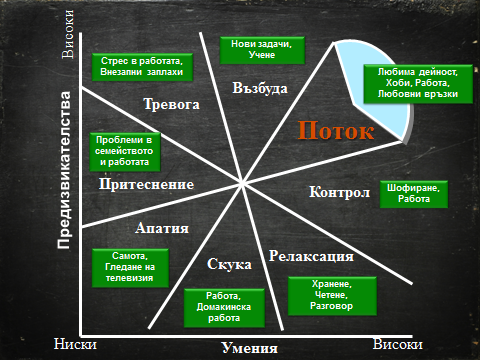 Високи
Предизвикателства
Стрес в работата,
Внезапни заплахи
Тревога
Нови задачи,
Учене
Възбуда
Любима дейност,
Хоби, Работа,
Любовни връзки
Поток
Проблеми в
семейството
и работата
Притеснение
Контрол
Шофиране,
Работа
Апатия
Самота,
Гледане на
телевизия
Скука
Работа,
Домакинска
работа
Релаксация
Хранене,
Четене,
Разговор
Ниски
Умения
Високи